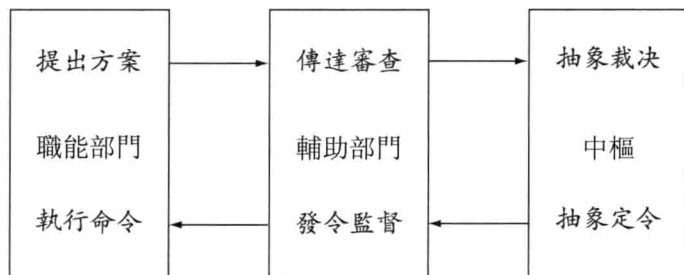 提出方案
傳達審查
抽象裁决
職能部門
輔助部門
中樞
執行命令
發令監督
抽象定令